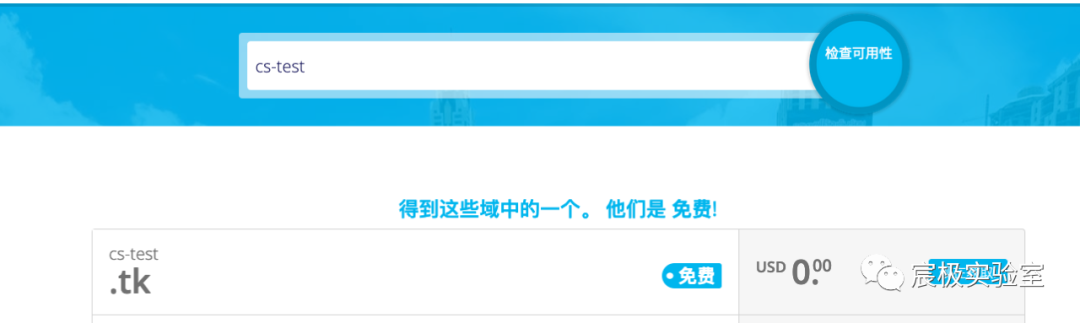 cs-test
检查可用性
得到这些域中的一个。 他们是 免费!
cs-test
.tk
免费
USD 0.00
宸极实验室